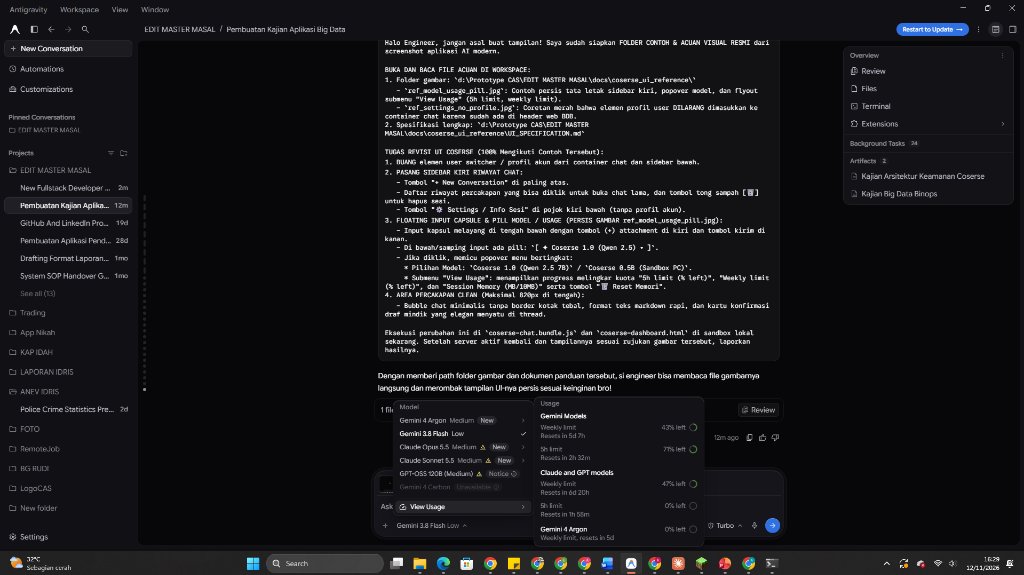 Antigravity Workspace View Window
EDIT MASTER MASAL / Pembuatan Kajian Aplikasi Big Data
Restart to Update →
+ New Conversation
Automations
Customizations
Pinned Conversations
EDIT MASTER MASAL
Projects
EDIT MASTER MASAL
New Fullstack Developer ... 2m
Pembuatan Kajian Aplika... 12m
GitHub And LinkedIn Pro... 19d
Pembuatan Aplikasi Pend... 28d
Drafting Format Laporan... 1mo
System SOP Handover G... 1mo
See all (13)
Trading
App Nikah
KAP IDAH
LAPORAN IDRIS
ANEV IDRIS
Police Crime Statistics Pre... 2d
FOTO
RemoteJob
BG RUDI
LogoCAS
New folder
Settings
Halo Engineer, jangan asal buat tampilan! Saya sudah siapkan FOLDER CONTOH & ACUAN VISUAL RESMI dari
screenshot aplikasi AI modern.
BUKA DAN BACA FILE ACUAN DI WORKSPACE:
1. Folder gambar: `d:\Prototype CAS\EDIT MASTER MASAL\docs\coserse_ui_reference\`
- `ref_model_usage_pill.jpg`: Contoh persis tata letak sidebar kiri, popover model, dan flyout
submenu "View Usage" (5h limit, weekly limit).
- `ref_settings_no_profile.jpg`: Coretan merah bahwa elemen profil user DILARANG dimasukkan ke
container chat karena sudah ada di header web BDB.
2. Spesifikasi lengkap: `d:\Prototype CAS\EDIT MASTER
MASAL\docs\coserse_ui_reference\UI_SPECIFICATION.md`
TUGAS REVISI UI COSERSE (100% Mengikuti Contoh Tersebut):
1. BUANG elemen user switcher / profil akun dari container chat dan sidebar bawah.
2. PASANG SIDEBAR KIRI RIWAYAT CHAT:
- Tombol "+ New Conversation" di paling atas.
- Daftar riwayat percakapan yang bisa diklik untuk buka chat lama, dan tombol tong sampah [🗑]
untuk hapus sesi.
- Tombol "⚙ Settings / Info Sesi" di pojok kiri bawah (tanpa profil akun).
3. FLOATING INPUT CAPSULE & PILL MODEL / USAGE (PERSIS GAMBAR ref_model_usage_pill.jpg):
- Input kapsul melayang di tengah bawah dengan tombol (+) attachment di kiri dan tombol kirim di
kanan.
- Di bawah/samping input ada pill: `[ ✦ Coserse 1.0 (Qwen 2.5) ▾ ]`.
- Jika diklik, memicu popover menu bertingkat:
* Pilihan Model: `Coserse 1.0 (Qwen 2.5 7B)` / `Coserse 0.5B (Sandbox PC)`.
* Submenu "View Usage": menampilkan progress melingkar kuota "5h limit (% left)", "Weekly limit
(% left)", dan "Session Memory (MB/10MB)" serta tombol "🗑 Reset Memori".
4. AREA PERCAKAPAN CLEAN (Maksimal 820px di tengah):
- Bubble chat minimalis tanpa border kotak tebal, format teks markdown rapi, dan kartu konfirmasi
draf mindik yang elegan menyatu di thread.
Eksekusi perubahan ini di `coserse-chat.bundle.js` dan `coserse-dashboard.html` di sandbox lokal
sekarang. Setelah server aktif kembali dan tampilannya sesuai rujukan gambar tersebut, laporkan
hasilnya.
Dengan memberi path folder gambar dan dokumen panduan tersebut, si engineer bisa membaca file gambarnya
langsung dan merombak tampilan UI-nya persis sesuai keinginan bro!
1 file
Review
12m ago
Model
Gemini 4 Argon Medium New
Gemini 3.8 Flash Low
Claude Opus 5.5 Medium New
Claude Sonnet 5.5 Medium New
GPT-OSS 120B (Medium) Notice
Gemini 4 Carbon Unavailable
View Usage
Usage
Gemini Models
Weekly limit 43% left
Resets in 5d 7h
5h limit 71% left
Resets in 2h 32m
Claude and GPT models
Weekly limit 47% left
Resets in 6d 20h
5h limit 0% left
Resets in 1h 58m
Gemini 4 Argon 0% left
Weekly limit, resets in 5d
Ask
+ Gemini 3.8 Flash Low
Turbo
Overview
Review
Files
Terminal
Extensions
Background Tasks 24
Artifacts 2
Kajian Arsitektur Keamanan Coserse
Kajian Big Data Binops
32°C
Sebagian cerah
Search
16:29
12/11/2026